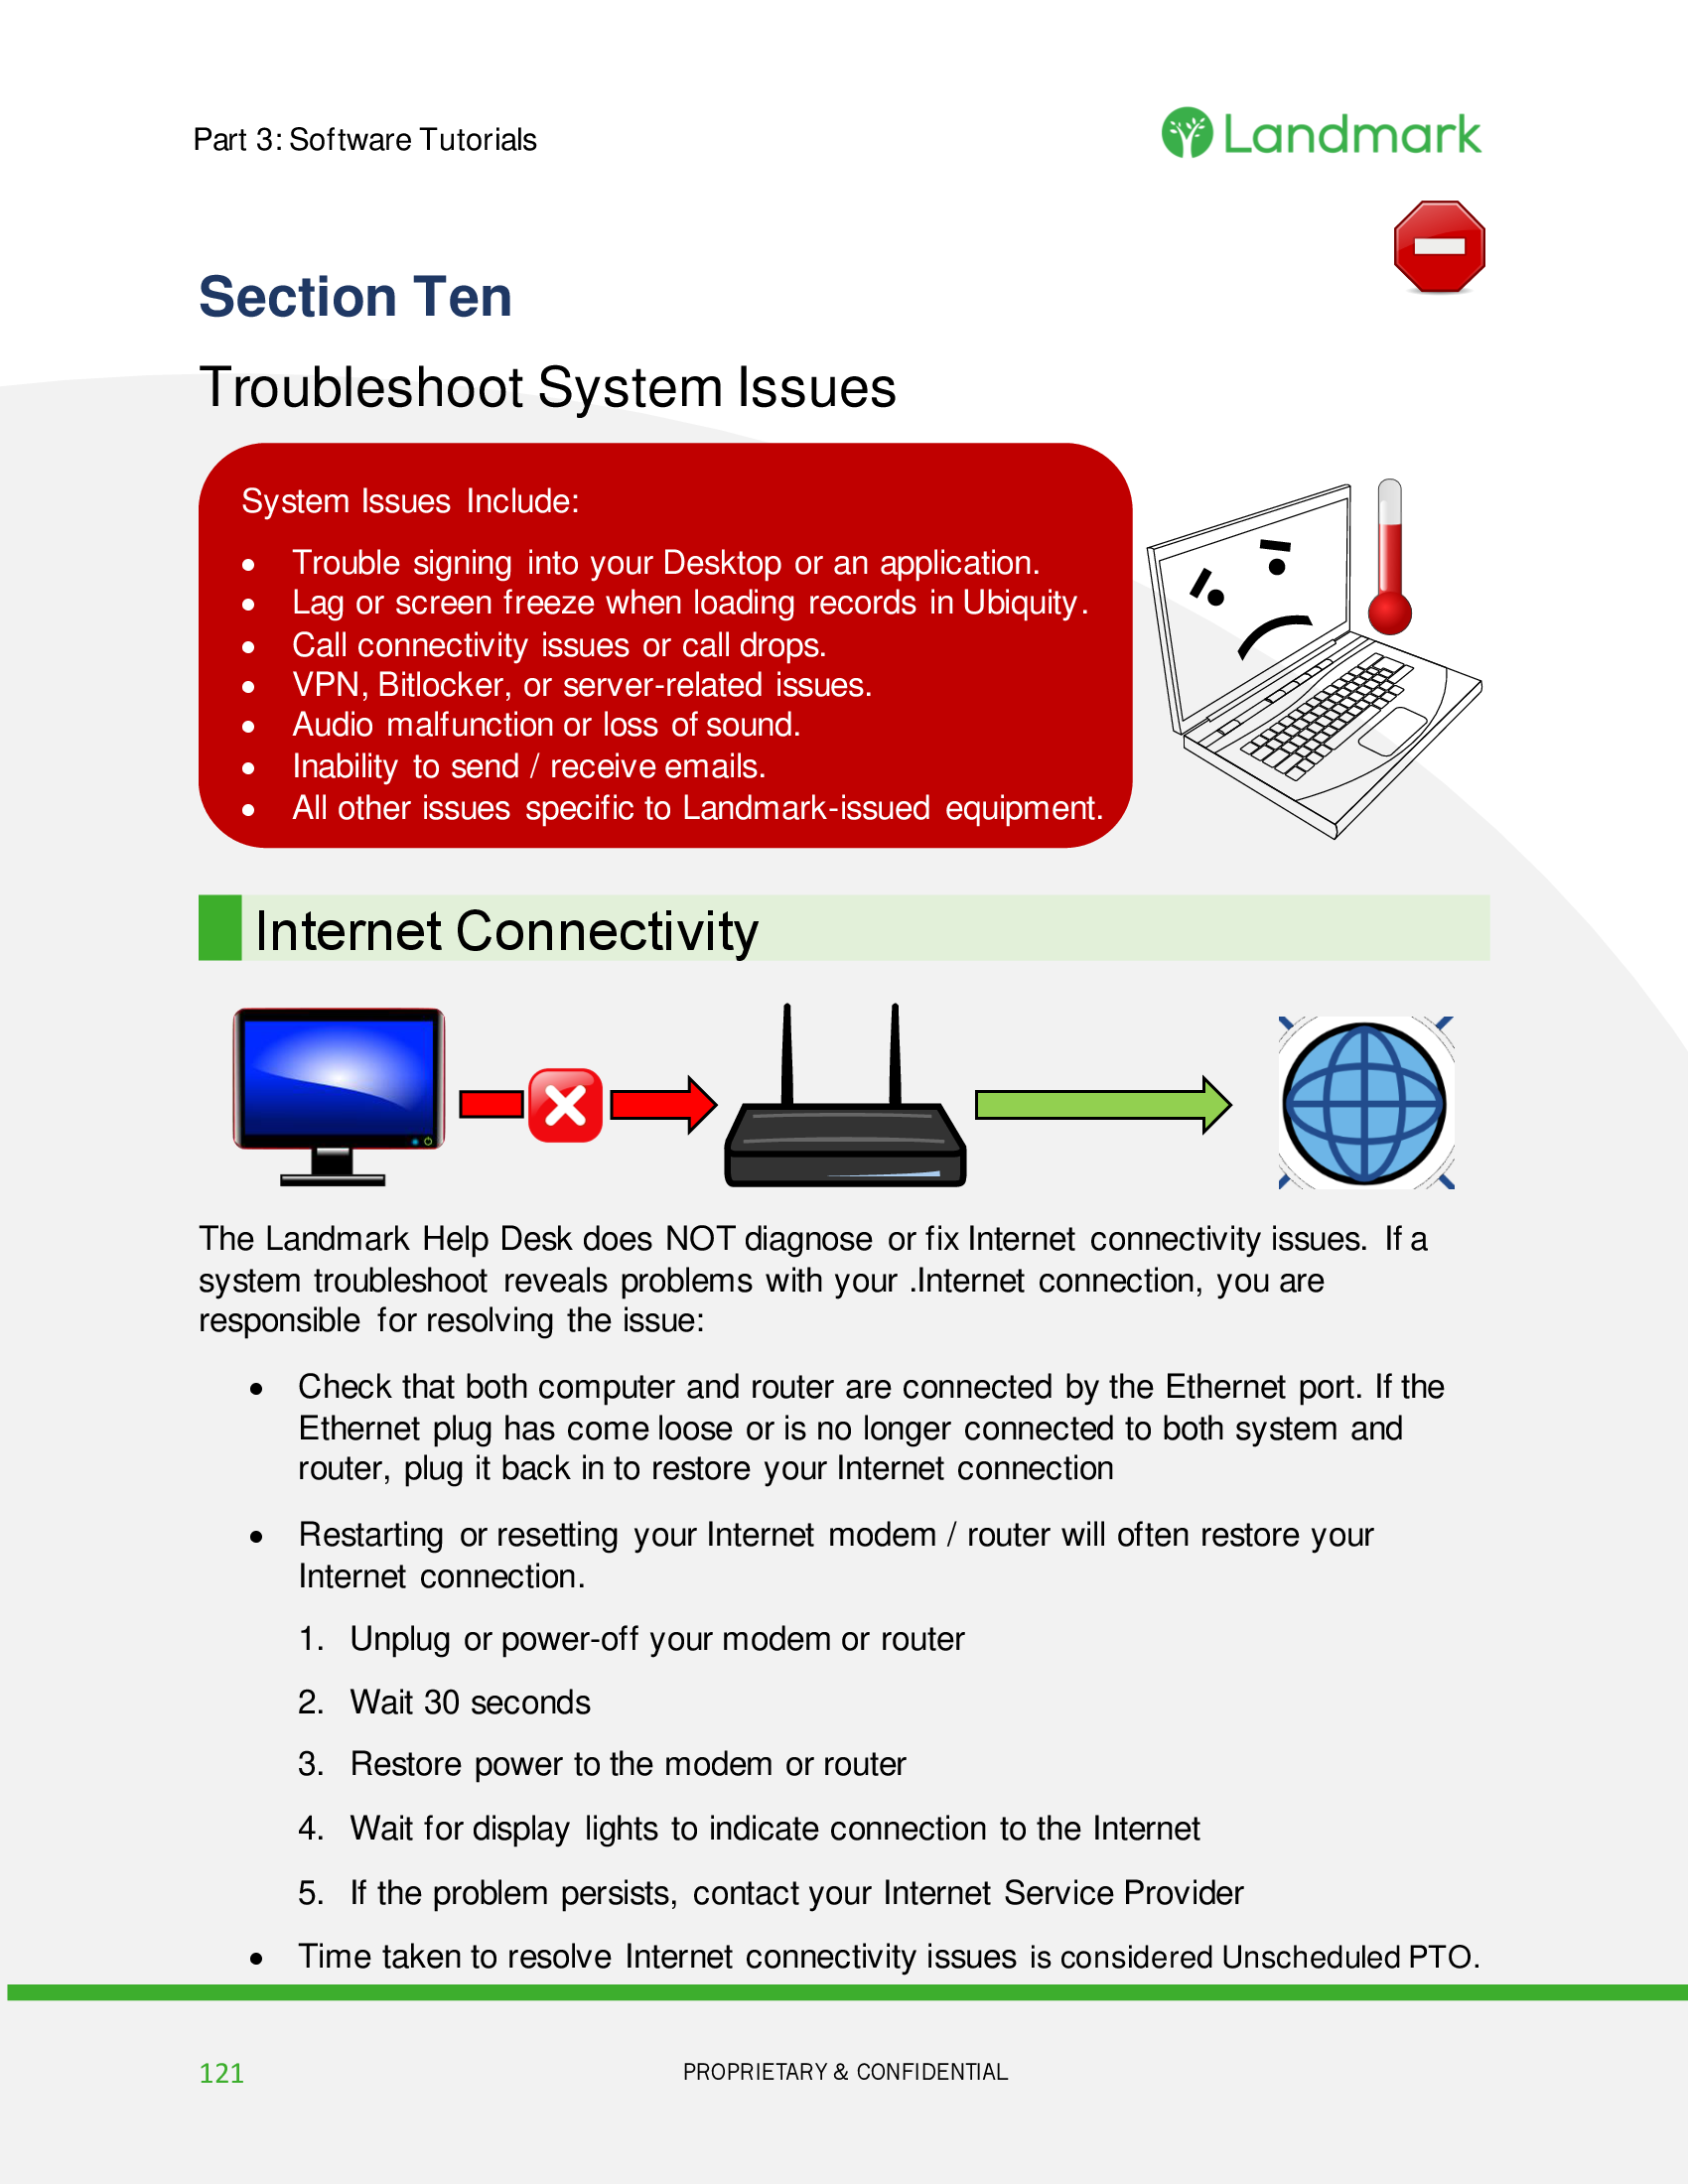 Part 3: Software Tutorials
Landmark
Section Ten
Troubleshoot System Issues
System Issues Include:
• Trouble signing into your Desktop or an application.
• Lag or screen freeze when loading records in Ubiquity.
• Call connectivity issues or call drops.
• VPN, Bitlocker, or server-related issues.
• Audio malfunction or loss of sound.
• Inability to send / receive emails.
• All other issues specific to Landmark-issued equipment.
Internet Connectivity
The Landmark Help Desk does NOT diagnose or fix Internet connectivity issues. If a
system troubleshoot reveals problems with your .Internet connection, you are
responsible for resolving the issue:
• Check that both computer and router are connected by the Ethernet port. If the
Ethernet plug has come loose or is no longer connected to both system and
router, plug it back in to restore your Internet connection
• Restarting or resetting your Internet modem / router will often restore your
Internet connection.
1. Unplug or power-off your modem or router
2. Wait 30 seconds
3. Restore power to the modem or router
4. Wait for display lights to indicate connection to the Internet
5. If the problem persists, contact your Internet Service Provider
• Time taken to resolve Internet connectivity issues is considered Unscheduled PTO.
121
PROPRIETARY & CONFIDENTIAL